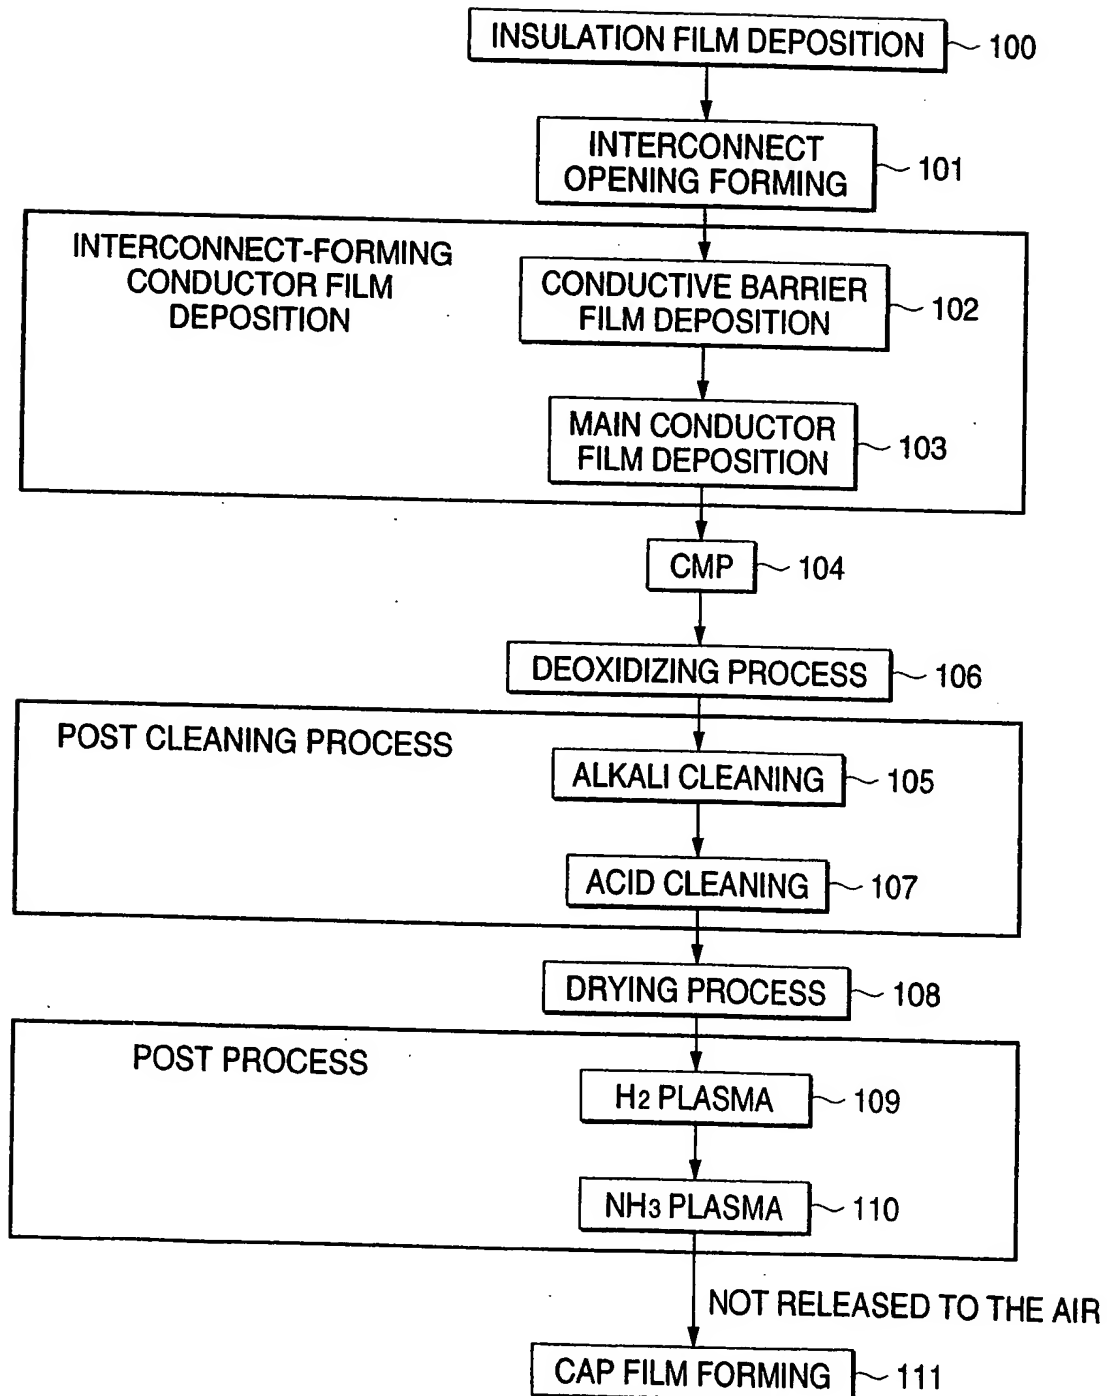 INSULATION FILM DEPOSITION 100
INTERCONNECT
OPENING FORMING 101
INTERCONNECT-FORMING
CONDUCTOR FILM
DEPOSITION
CONDUCTIVE BARRIER
FILM DEPOSITION 102
MAIN CONDUCTOR
FILM DEPOSITION 103
CMP 104
DEOXIDIZING PROCESS 106
POST CLEANING PROCESS
ALKALI CLEANING 105
ACID CLEANING 107
DRYING PROCESS 108
POST PROCESS
H2 PLASMA 109
NH3 PLASMA 110
NOT RELEASED TO THE AIR
CAP FILM FORMING 111